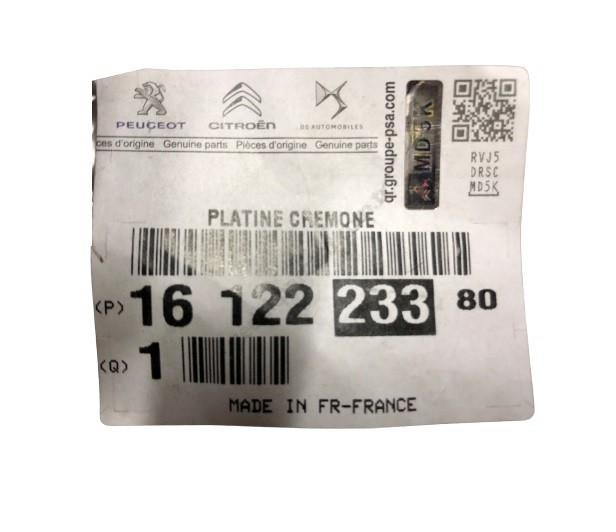 PEUGEOT CITROËN DS AUTOMOBILES
ces d'origine Genuine parts Pièces d'origine Genuine parts
qr.groupe-psa.com
MD5K
RVJ5
DRSC
MD5K
PLATINE CREMONE
(P) 16 122 233 80
(Q) 1
MADE IN FR-FRANCE